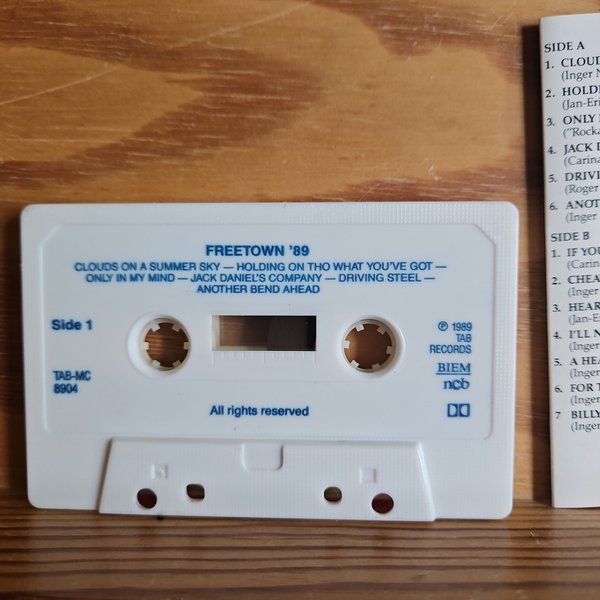 FREETOWN '89
CLOUDS ON A SUMMER SKY — HOLDING ON THO WHAT YOU'VE GOT —
ONLY IN MY MIND — JACK DANIEL'S COMPANY — DRIVING STEEL —
ANOTHER BEND AHEAD
Side 1
TAB-MC
8904
℗ 1989
TAB
RECORDS
BIEM
ncb
All rights reserved
SIDE A
1. CLOUD
(Inger N
2. HOLD
(Jan-Eri
3. ONLY
("Rocka
4. JACK D
(Carina
5. DRIVI
(Roger
6. ANOT
(Inger
SIDE B
1. IF YOU
(Carin
2. CHEA
(Inger
3. HEAR
(Jan-E
4. I'LL N
(Inger
5. A HEA
(Inger
6. FOR T
(Inger
7 BILLY
(Inger